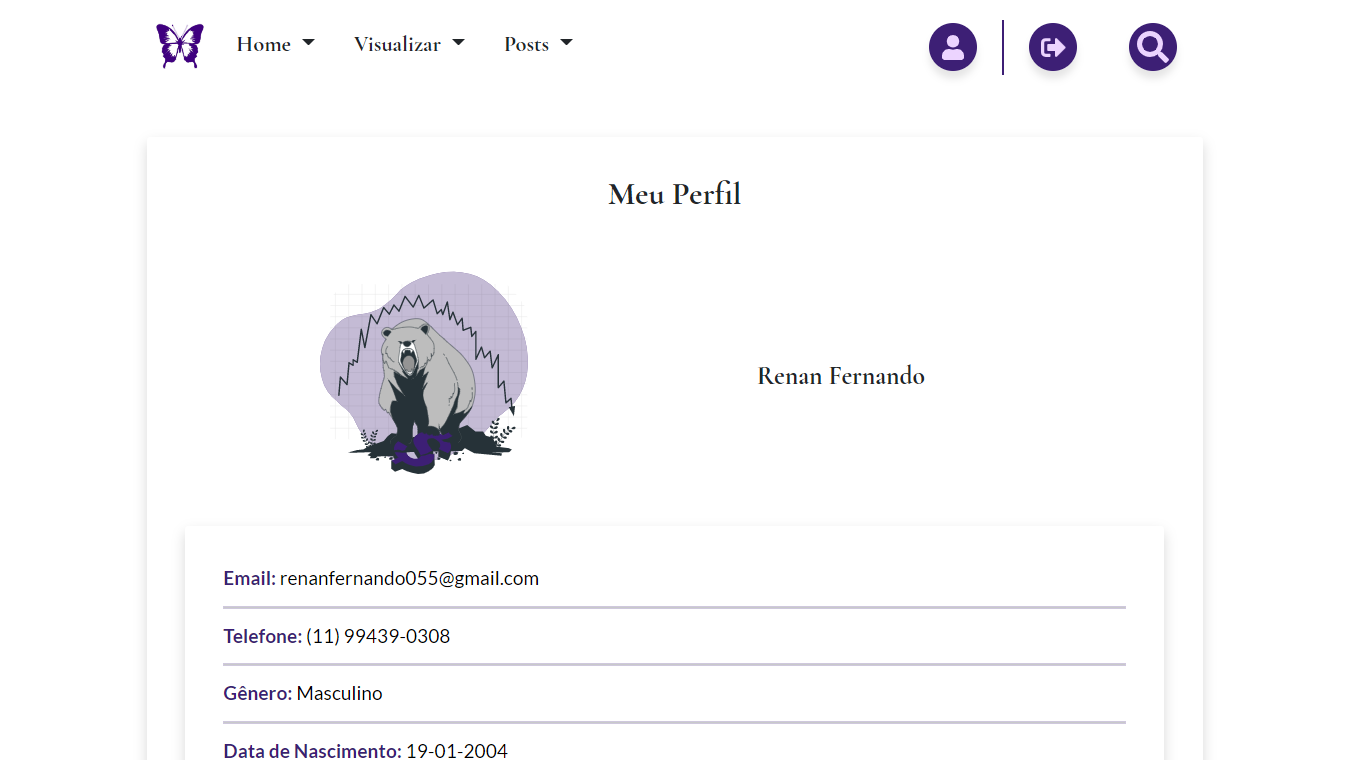 Home Visualizar Posts
Meu Perfil
Renan Fernando
Email: renanfernando055@gmail.com
Telefone: (11) 99439-0308
Gênero: Masculino
Data de Nascimento: 19-01-2004